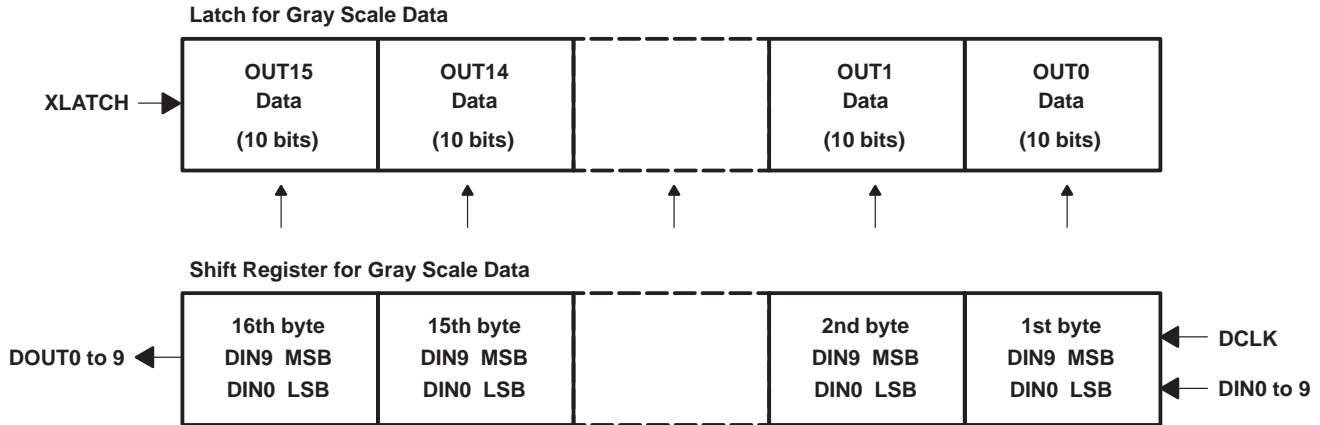 Latch for Gray Scale Data
XLATCH
OUT15
Data
(10 bits)
OUT14
Data
(10 bits)
OUT1
Data
(10 bits)
OUT0
Data
(10 bits)
Shift Register for Gray Scale Data
DOUT0 to 9
16th byte
DIN9 MSB
DIN0 LSB
15th byte
DIN9 MSB
DIN0 LSB
2nd byte
DIN9 MSB
DIN0 LSB
1st byte
DIN9 MSB
DIN0 LSB
DCLK
DIN0 to 9